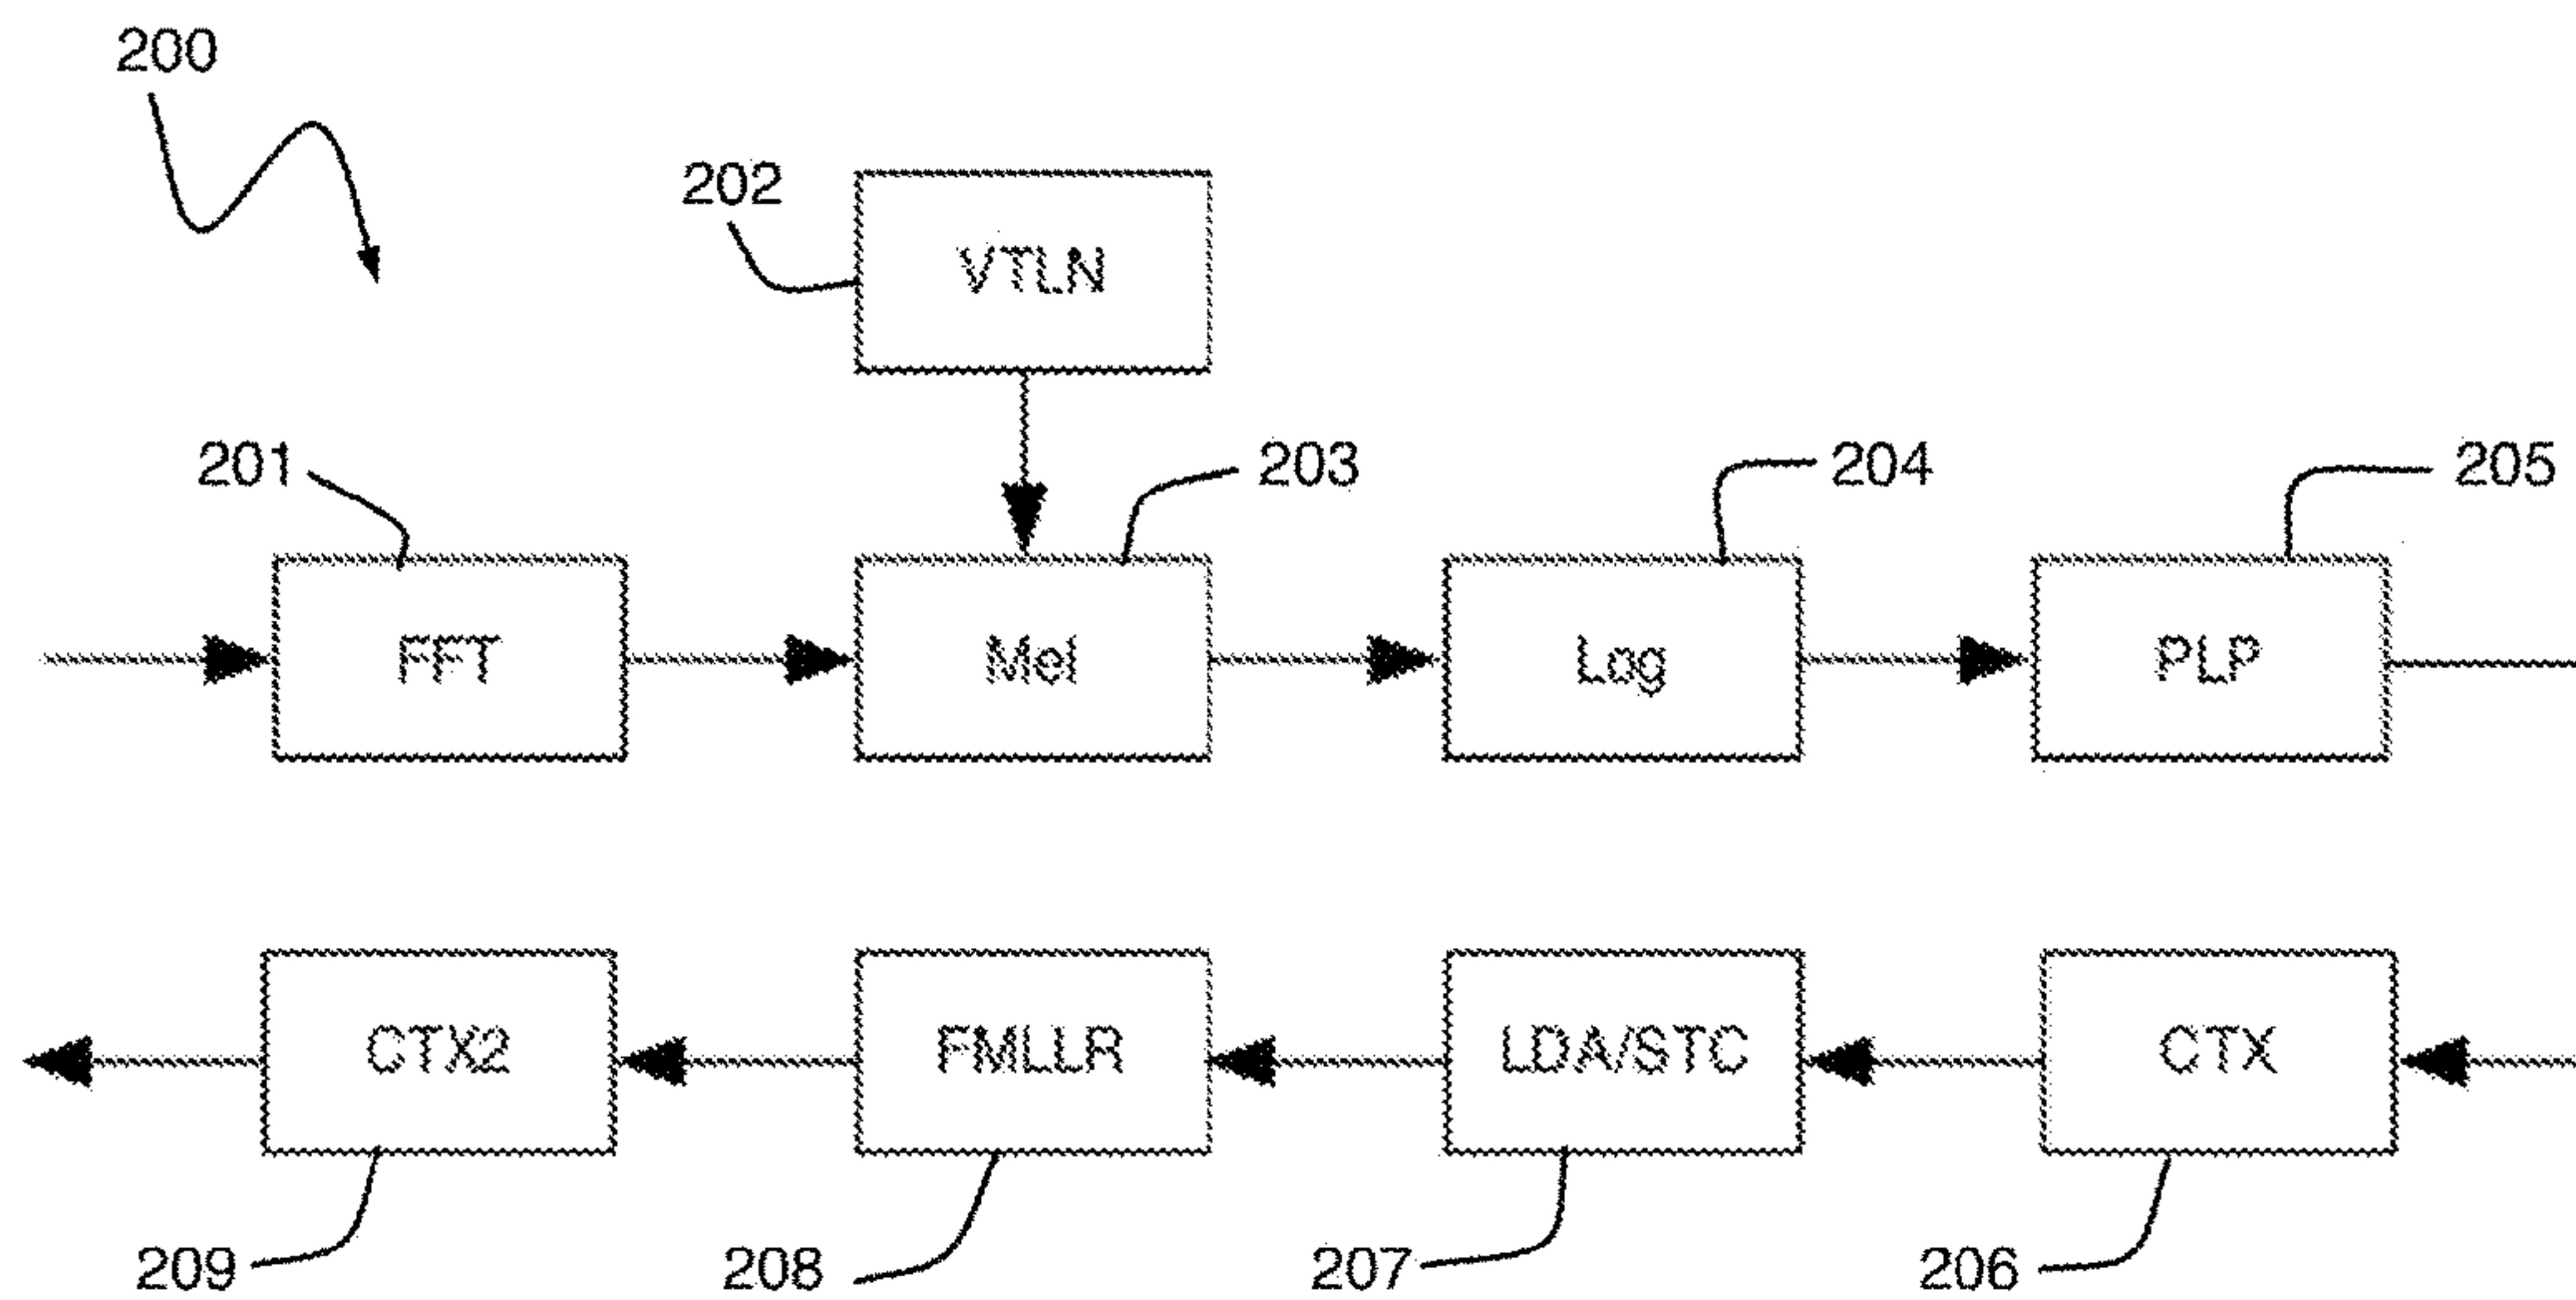 200
202
VTLN
201
203
204
205
FFT
Mel
Log
PLP
CTX2
FMLLR
LDA/STC
CTX
209
208
207
206